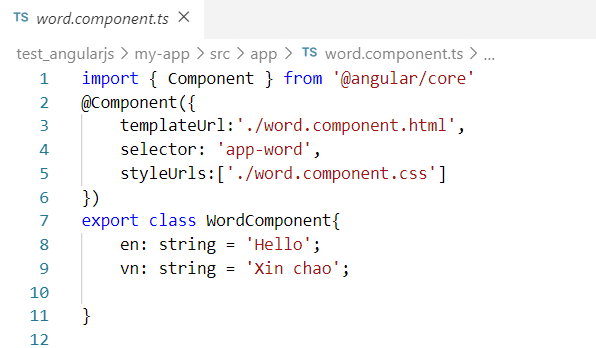 TS word.component.ts ×
test_angularjs > my-app > src > app > TS word.component.ts > ...
1 import { Component } from '@angular/core'
2 @Component({
3     templateUrl:'./word.component.html',
4     selector: 'app-word',
5     styleUrls:['./word.component.css']
6 })
7 export class WordComponent{
8     en: string = 'Hello';
9     vn: string = 'Xin chao';
10
11 }
12